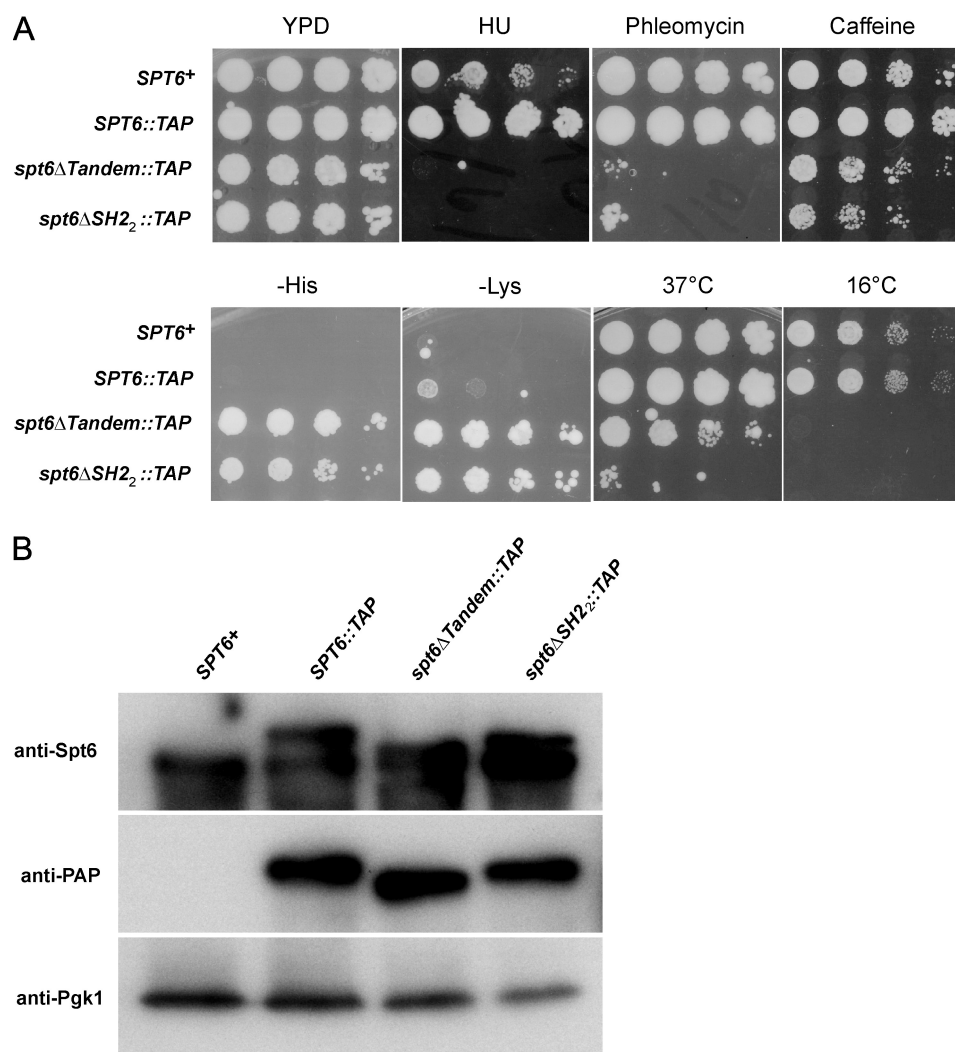 A
YPD HU Phleomycin Caffeine
SPT6+
SPT6::TAP
spt6ΔTandem::TAP
spt6ΔSH2₂::TAP
-His -Lys 37°C 16°C
SPT6+
SPT6::TAP
spt6ΔTandem::TAP
spt6ΔSH2₂::TAP
B
SPT6+ SPT6::TAP spt6ΔTandem::TAP spt6ΔSH2₂::TAP
anti-Spt6
anti-PAP
anti-Pgk1